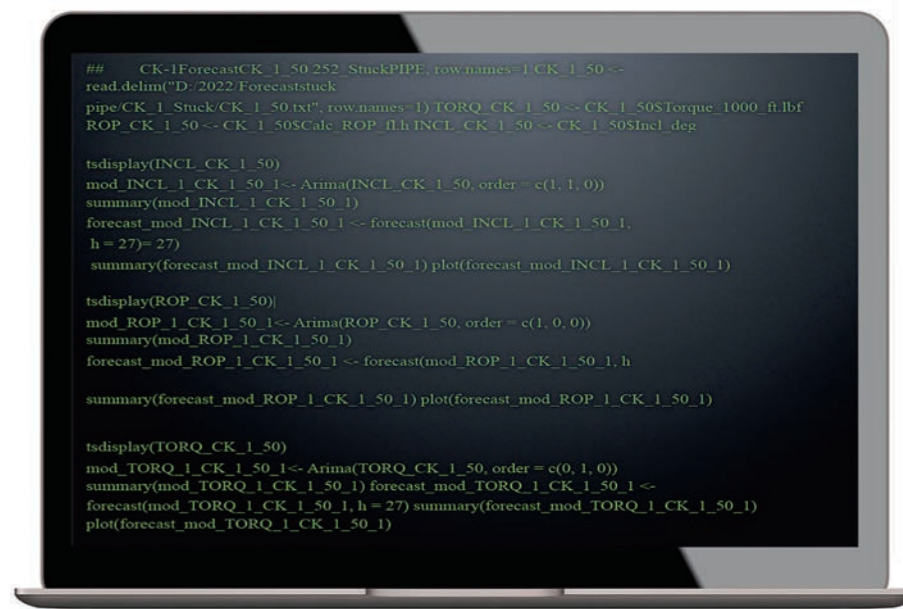 ##      CK-1ForecastCK_1_50 252_StuckPIPE, row.names=1 CK_1_50 <-
read.delim("D:/2022/Forecaststuck
pipe/CK_1_Stuck/CK_1_50.txt", row.names=1) TORQ_CK_1_50 <- CK_1_50$Torque_1000_ft.lbf
ROP_CK_1_50 <- CK_1_50$Calc_ROP_fl.h INCL_CK_1_50 <- CK_1_50$Incl_deg
tsdisplay(INCL_CK_1_50)
mod_INCL_1_CK_1_50_1<- Arima(INCL_CK_1_50, order = c(1, 1, 0))
summary(mod_INCL_1_CK_1_50_1)
forecast_mod_INCL_1_CK_1_50_1 <- forecast(mod_INCL_1_CK_1_50_1,
h = 27)= 27)
summary(forecast_mod_INCL_1_CK_1_50_1) plot(forecast_mod_INCL_1_CK_1_50_1)
tsdisplay(ROP_CK_1_50)|
mod_ROP_1_CK_1_50_1<- Arima(ROP_CK_1_50, order = c(1, 0, 0))
summary(mod_ROP_1_CK_1_50_1)
forecast_mod_ROP_1_CK_1_50_1 <- forecast(mod_ROP_1_CK_1_50_1, h
summary(forecast_mod_ROP_1_CK_1_50_1) plot(forecast_mod_ROP_1_CK_1_50_1)
tsdisplay(TORQ_CK_1_50)
mod_TORQ_1_CK_1_50_1<- Arima(TORQ_CK_1_50, order = c(0, 1, 0))
summary(mod_TORQ_1_CK_1_50_1) forecast_mod_TORQ_1_CK_1_50_1 <-
forecast(mod_TORQ_1_CK_1_50_1, h = 27) summary(forecast_mod_TORQ_1_CK_1_50_1)
plot(forecast_mod_TORQ_1_CK_1_50_1)